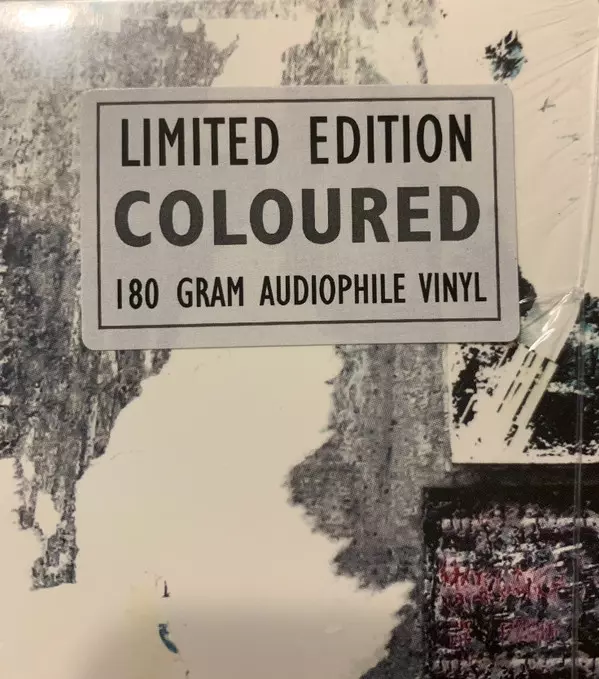 LIMITED EDITION
COLOURED
180 GRAM AUDIOPHILE VINYL